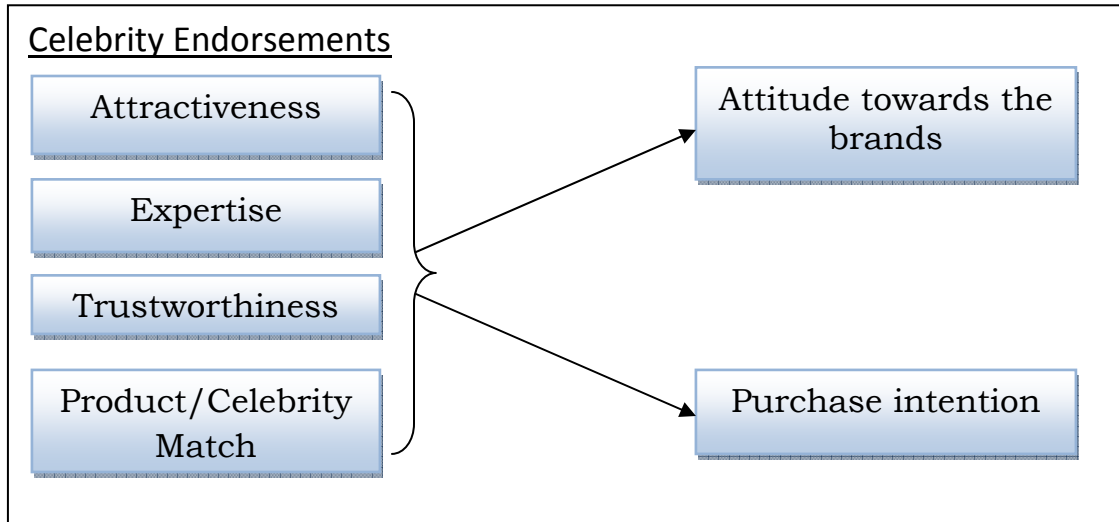 Celebrity Endorsements
Attractiveness
Expertise
Trustworthiness
Product/Celebrity
Match
Attitude towards the
brands
Purchase intention